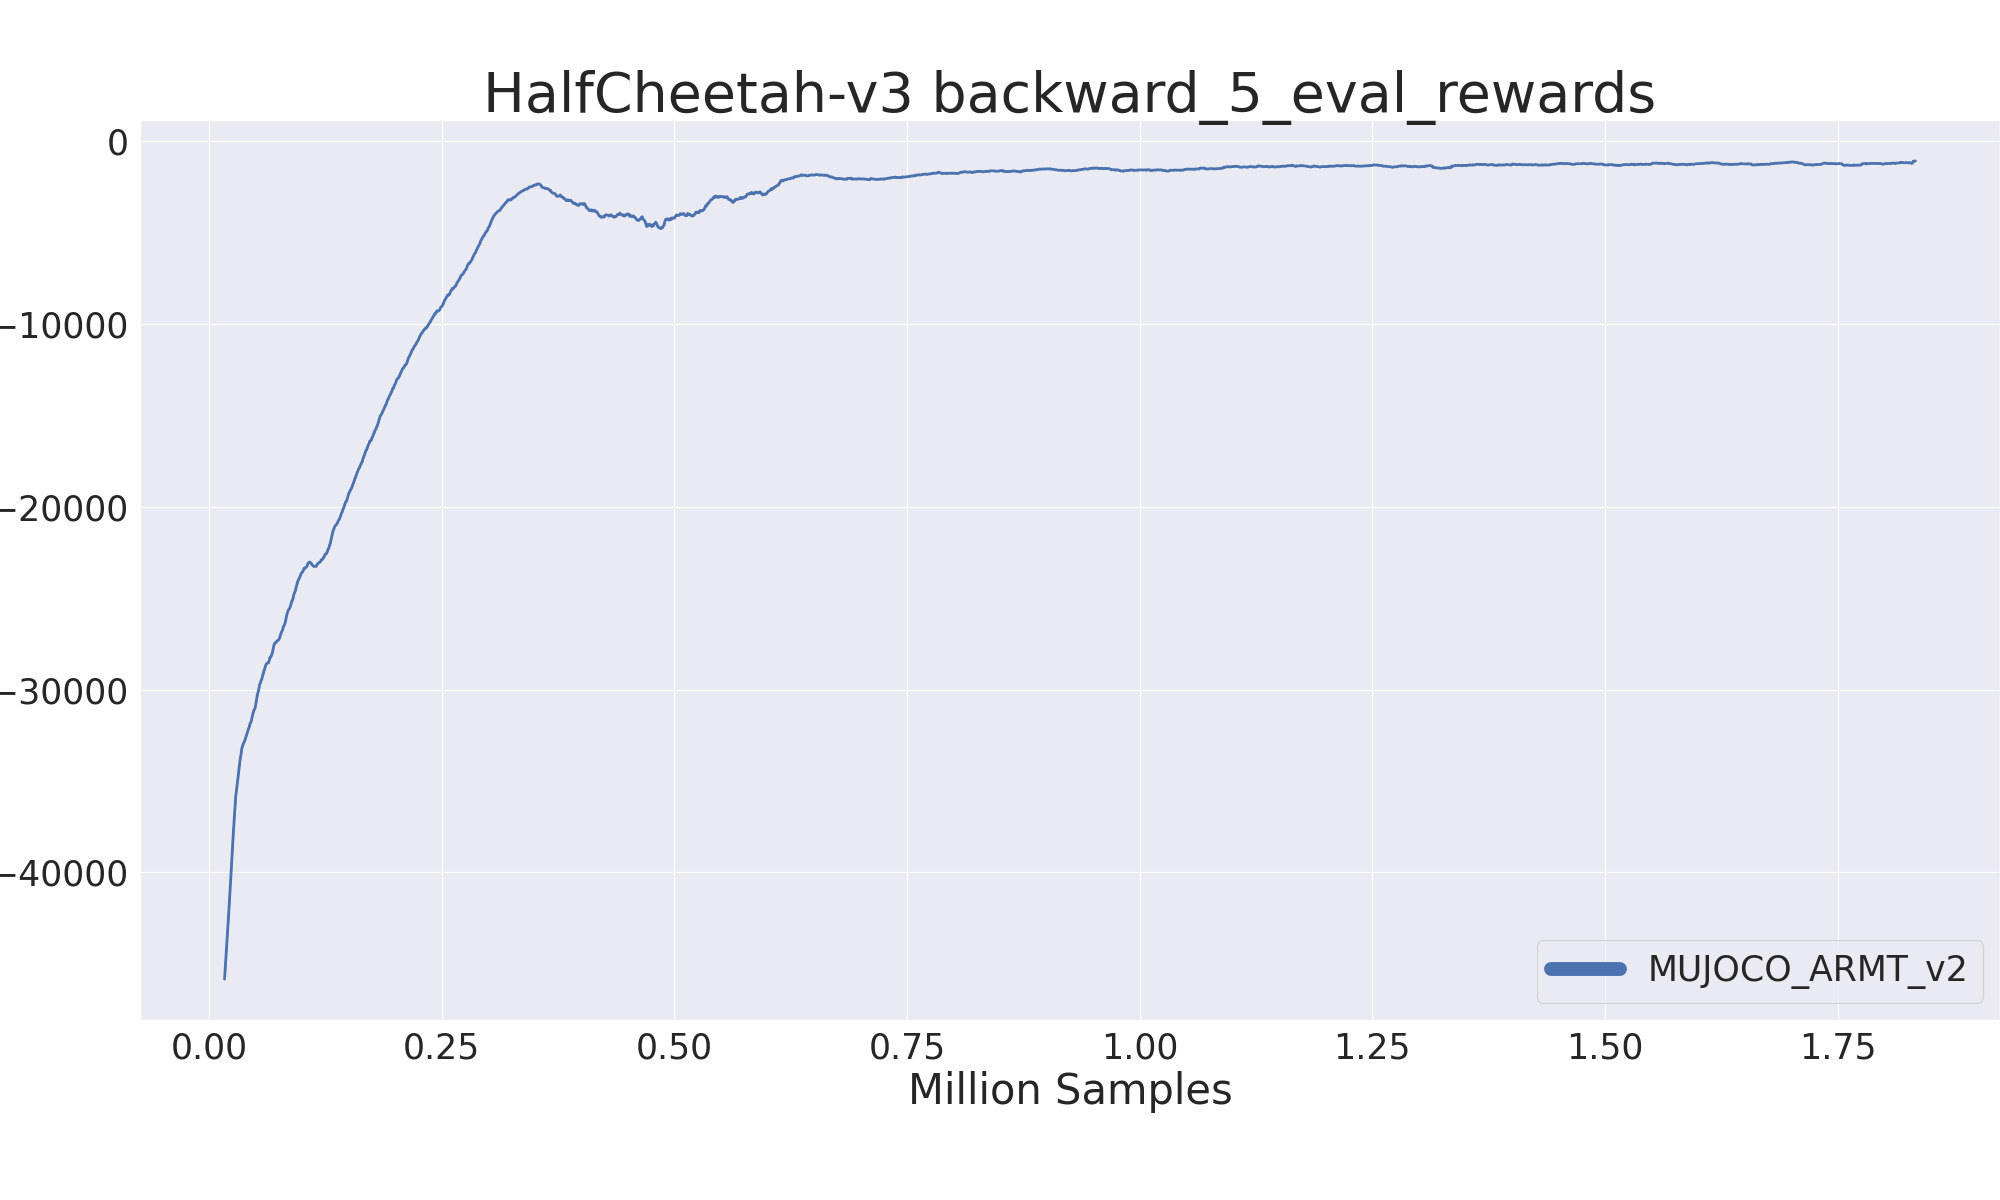 HalfCheetah-v3 backward_5_eval_rewards
0
−10000
−20000
−30000
−40000
MUJOCO_ARMT_v2
0.00 0.25 0.50 0.75 1.00 1.25 1.50 1.75
Million Samples